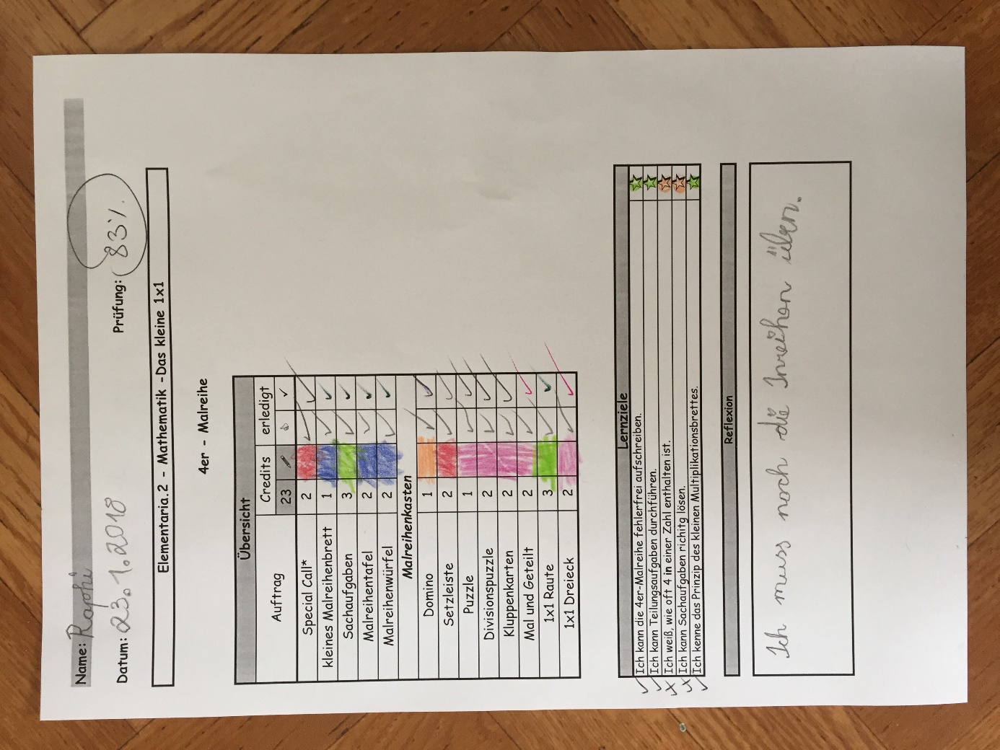 Name: Raphi
Datum: 23.1.2018 Prüfung: 83%.
Elementaria 2 - Mathematik -Das kleine 1x1
4er - Malreihe
Übersicht
Auftrag Credits erledigt
23
Special Call* 2
kleines Malreihenbrett 1
Sachaufgaben 3
Malreihentafel 2
Malreihenwürfel 2
Malreihenkasten
Domino 1
Setzleiste 2
Puzzle 1
Divisionspuzzle 2
Kluppenkarten 2
Mal und Geteilt 2
1x1 Raute 3
1x1 Dreieck 2
Lernziele
Ich kann die 4er-Malreihe fehlerfrei aufschreiben.
Ich kann Teilungsaufgaben durchführen.
Ich weiß, wie oft 4 in einer Zahl enthalten ist.
Ich kann Sachaufgaben richitg lösen.
Ich kenne das Prinzip des kleinen Multiplikationsbrettes.
Reflexion
Ich muss noch die Inreihen üben.